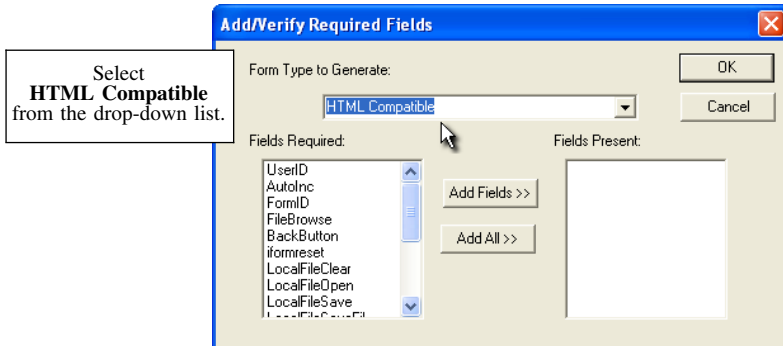 Add/Verify Required Fields
Select
HTML Compatible
from the drop-down list.
Form Type to Generate:
OK
HTML Compatible
Cancel
Fields Required:
Fields Present:
UserID
AutoInc
FormID
FileBrowse
BackButton
iformreset
LocalFileClear
LocalFileOpen
LocalFileSave
Add Fields >>
Add All >>